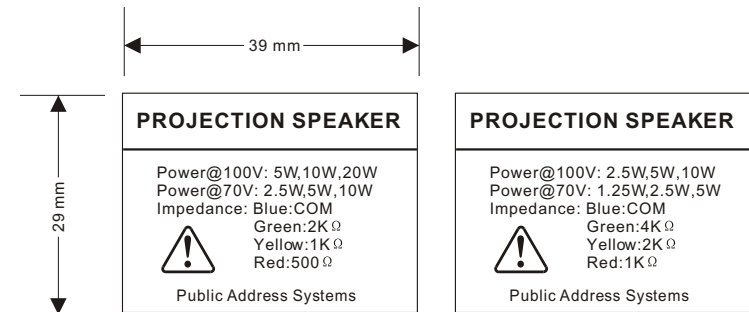 39 mm
29 mm
PROJECTION SPEAKER
Power@100V: 5W,10W,20W
Power@70V: 2.5W,5W,10W
Impedance: Blue:COM
Green:2KΩ
Yellow:1KΩ
Red:500Ω
Public Address Systems
PROJECTION SPEAKER
Power@100V: 2.5W,5W,10W
Power@70V: 1.25W,2.5W,5W
Impedance: Blue:COM
Green:4KΩ
Yellow:2KΩ
Red:1KΩ
Public Address Systems